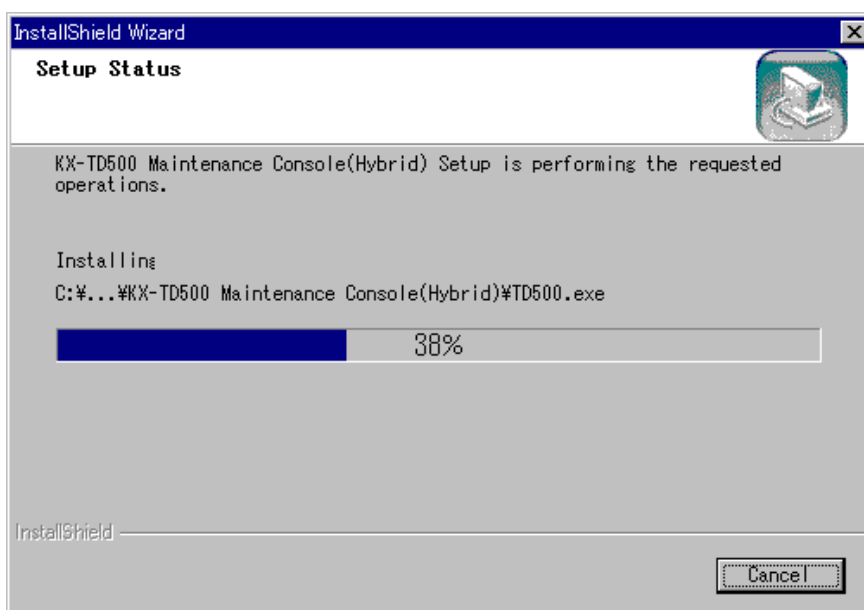 InstallShield Wizard
Setup Status
KX-TD500 Maintenance Console(Hybrid) Setup is performing the requested
operations.
Installing
C:¥...¥KX-TD500 Maintenance Console(Hybrid)¥TD500.exe
38%
InstallShield
Cancel